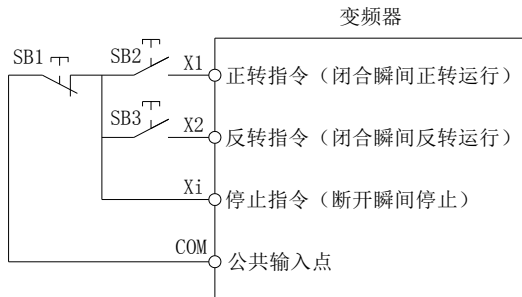 变频器
SB1
SB2
X1
正转指令（闭合瞬间正转运行）
SB3
X2
反转指令（闭合瞬间反转运行）
Xi
停止指令（断开瞬间停止）
COM
公共输入点